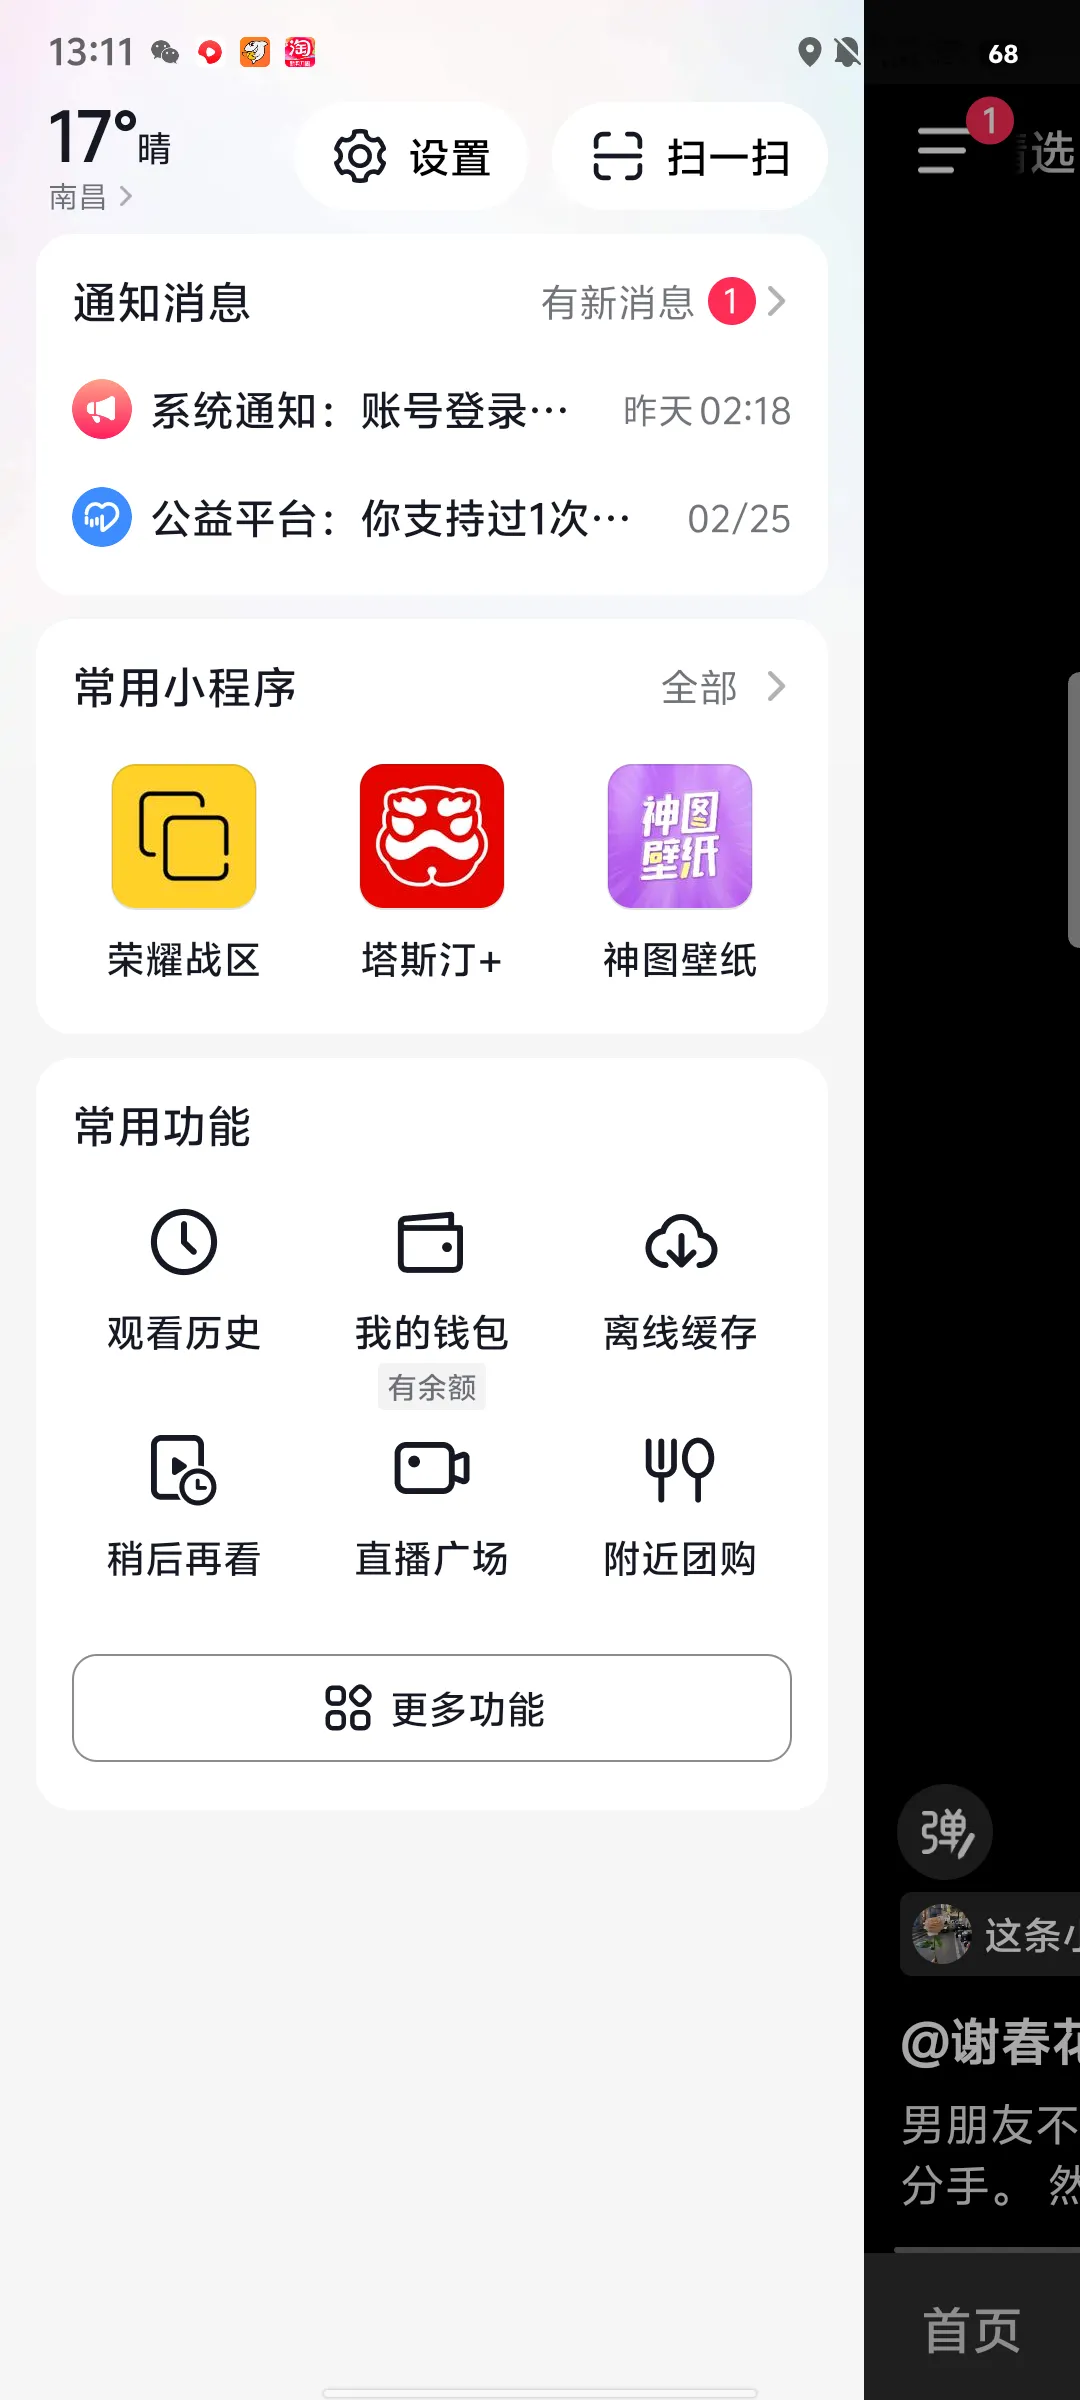 13:11
淘
68
17°晴
南昌
设置
扫一扫
1
选
通知消息
有新消息 1
系统通知：账号登录… 昨天02:18
公益平台：你支持过1次… 02/25
常用小程序
全部
神图
壁纸
荣耀战区
塔斯汀+
神图壁纸
常用功能
观看历史
我的钱包
离线缓存
有余额
稍后再看
直播广场
附近团购
更多功能
弹
这条小
@谢春花
男朋友不
分手。 然
首页